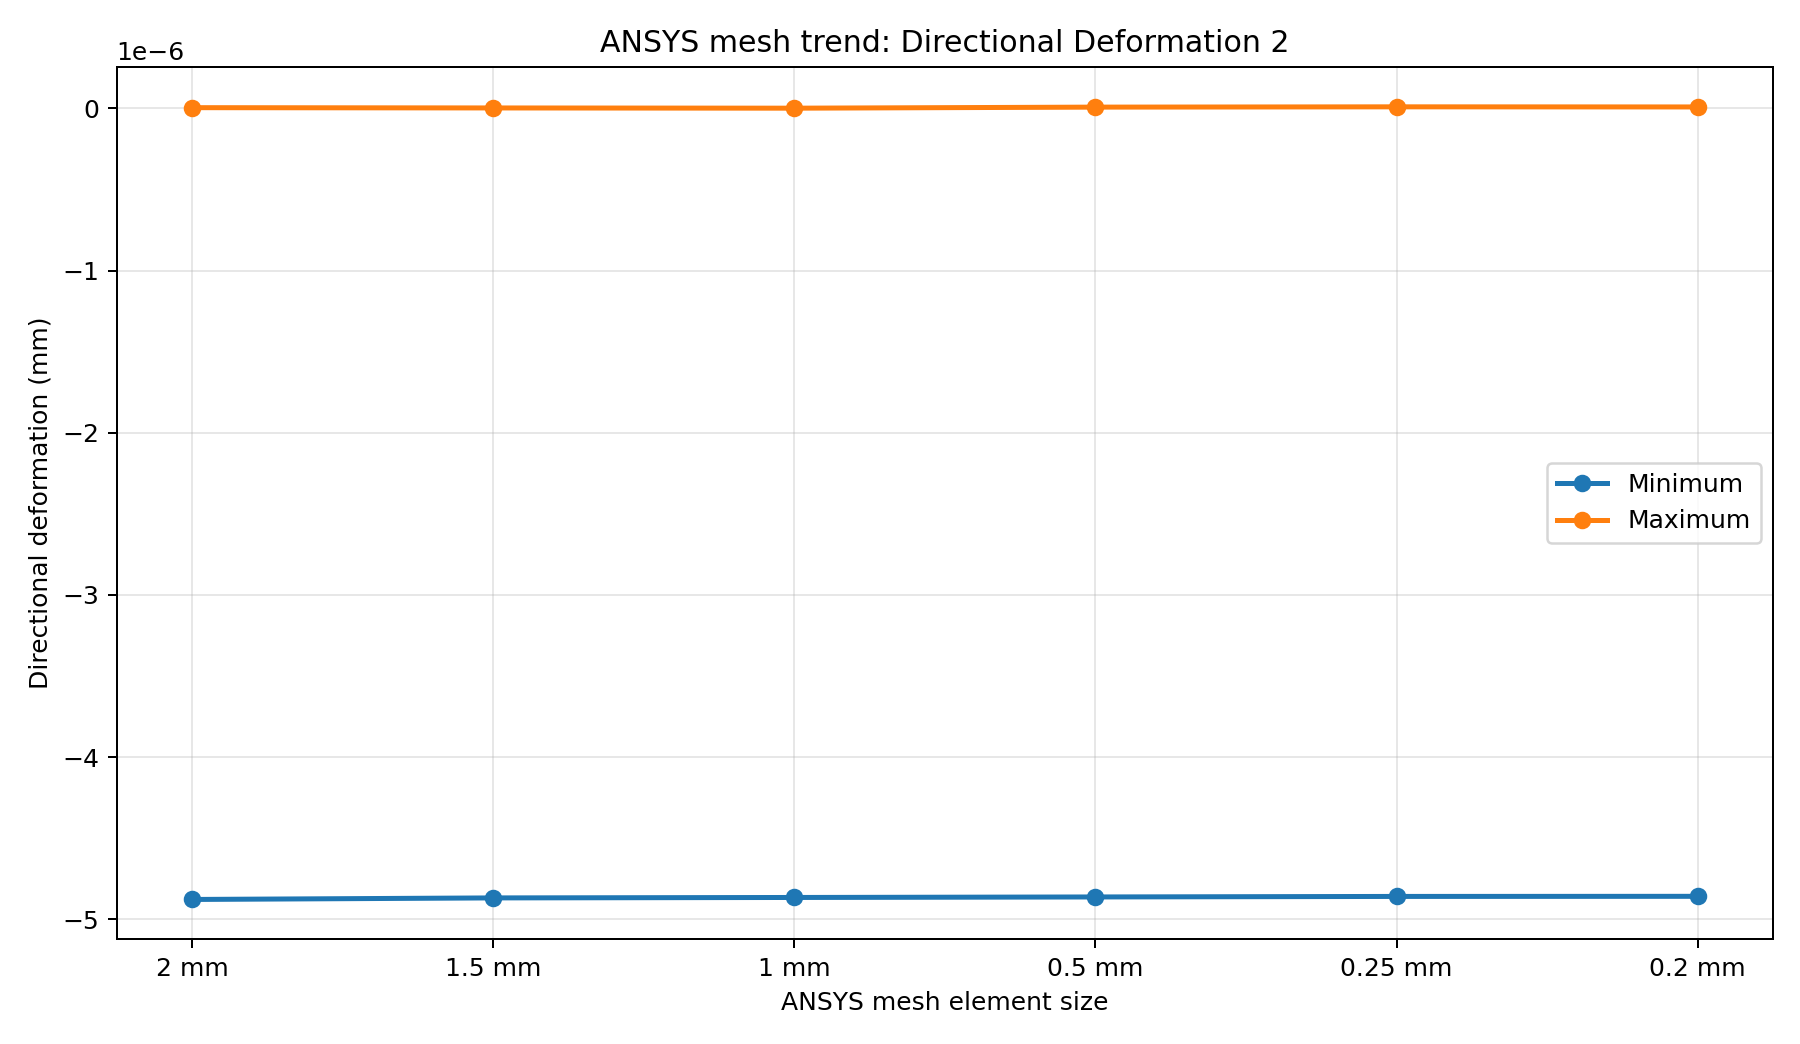 ANSYS mesh trend: Directional Deformation 2
1e−6
0
−1
−2
−3
−4
−5
Directional deformation (mm)
Minimum
Maximum
2 mm
1.5 mm
1 mm
0.5 mm
0.25 mm
0.2 mm
ANSYS mesh element size